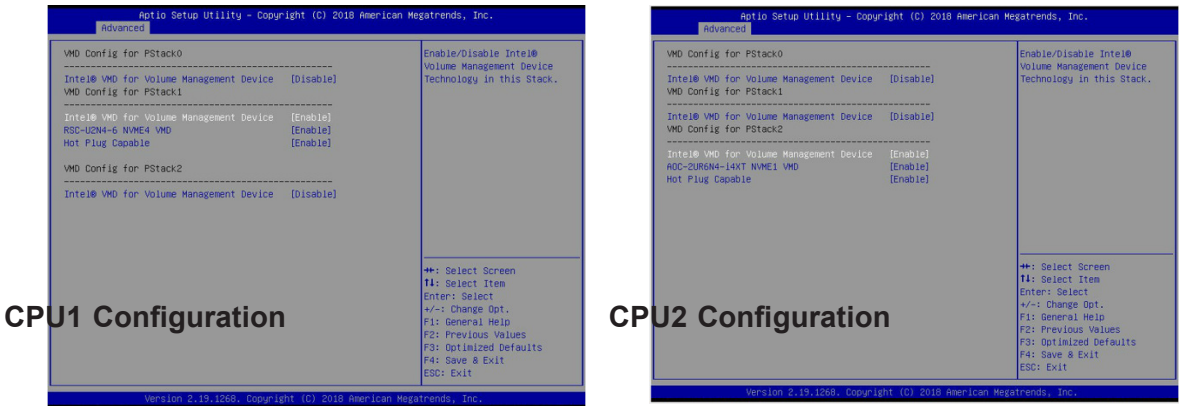 Aptio Setup Utility – Copyright (C) 2018 American Megatrends, Inc.
Advanced
VMD Config for PStack0
Intel® VMD for Volume Management Device [Disable]
VMD Config for PStack1
Intel® VMD for Volume Management Device [Enable]
RSC-U2N4-6 NVME4 VMD [Enable]
Hot Plug Capable [Enable]
VMD Config for PStack2
Intel® VMD for Volume Management Device [Disable]
Enable/Disable Intel®
Volume Management Device
Technology in this Stack.
→←: Select Screen
↑↓: Select Item
Enter: Select
+/-: Change Opt.
F1: General Help
F2: Previous Values
F3: Optimized Defaults
F4: Save & Exit
ESC: Exit
CPU1 Configuration
Version 2.19.1268. Copyright (C) 2018 American Megatrends, Inc.
Aptio Setup Utility – Copyright (C) 2018 American Megatrends, Inc.
Advanced
VMD Config for PStack0
Intel® VMD for Volume Management Device [Disable]
VMD Config for PStack1
Intel® VMD for Volume Management Device [Disable]
VMD Config for PStack2
Intel® VMD for Volume Management Device [Enable]
AOC-2UR6N4-i4XT NVME1 VMD [Enable]
Hot Plug Capable [Enable]
Enable/Disable Intel®
Volume Management Device
Technology in this Stack.
→←: Select Screen
↑↓: Select Item
Enter: Select
+/-: Change Opt.
F1: General Help
F2: Previous Values
F3: Optimized Defaults
F4: Save & Exit
ESC: Exit
CPU2 Configuration
Version 2.19.1268. Copyright (C) 2018 American Megatrends, Inc.